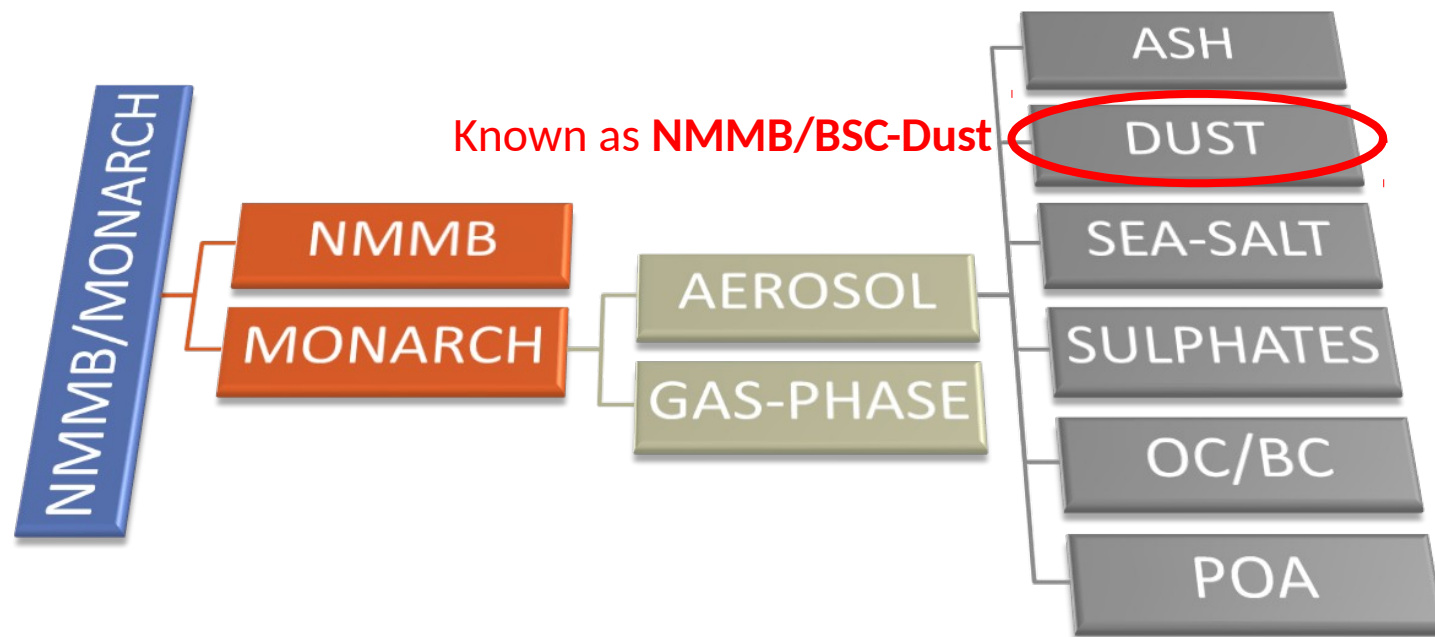 NMMB/MONARCH
NMMB
MONARCH
AEROSOL
GAS-PHASE
Known as NMMB/BSC-Dust
ASH
DUST
SEA-SALT
SULPHATES
OC/BC
POA